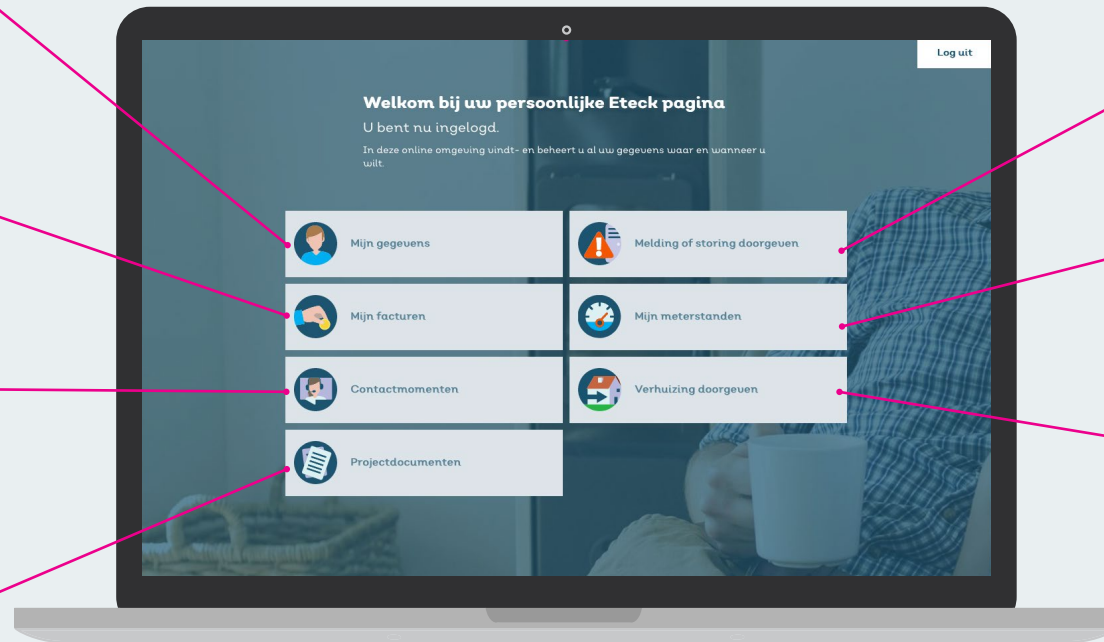 Log uit
Welkom bij uw persoonlijke Eteck pagina
U bent nu ingelogd.
In deze online omgeving vindt- en beheert u al uw gegevens waar en wanneer u
wilt.
Mijn gegevens
Melding of storing doorgeven
Mijn facturen
Mijn meterstanden
Contactmomenten
Verhuizing doorgeven
Projectdocumenten